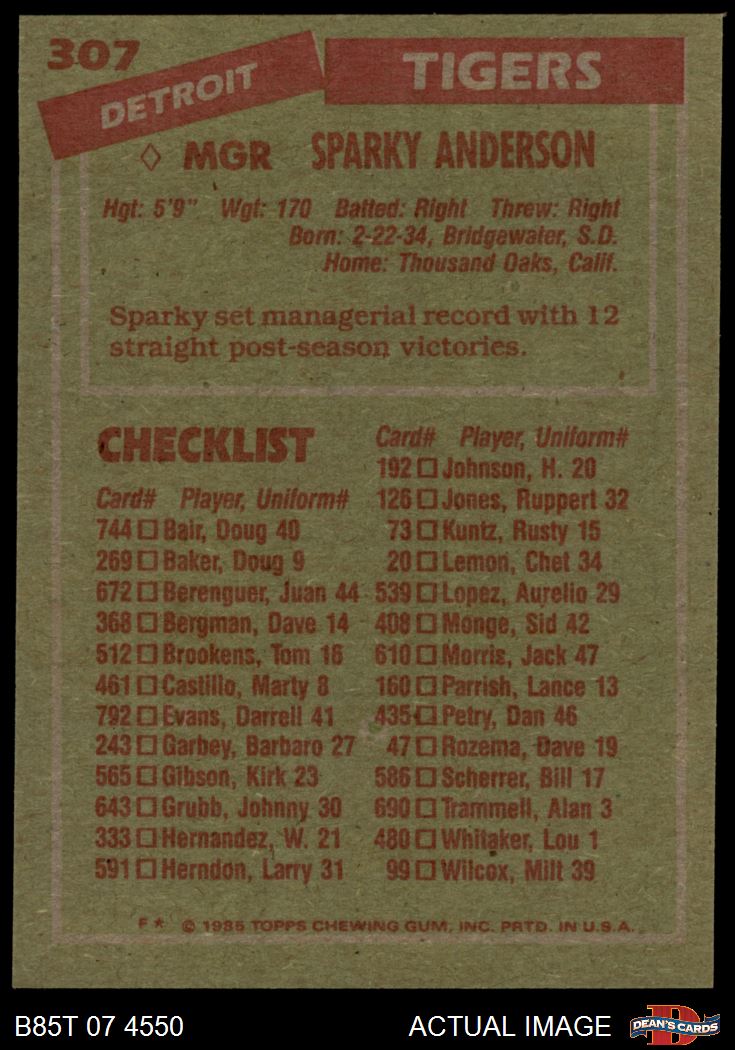 307
DETROIT
TIGERS
MGR SPARKY ANDERSON
Hgt: 5'9" Wgt: 170 Batted: Right Threw: Right
Born: 2-22-34, Bridgewater, S.D.
Home: Thousand Oaks, Calif.
Sparky set managerial record with 12
straight post-season victories.
CHECKLIST
Card# Player, Uniform#
744 Bair, Doug 40
269 Baker, Doug 9
672 Berenguer, Juan 44
368 Bergman, Dave 14
512 Brookens, Tom 16
461 Castillo, Marty 8
792 Evans, Darrell 41
243 Garbey, Barbaro 27
565 Gibson, Kirk 23
643 Grubb, Johnny 30
333 Hernandez, W. 21
591 Herndon, Larry 31
Card# Player, Uniform#
192 Johnson, H. 20
126 Jones, Ruppert 32
73 Kuntz, Rusty 15
20 Lemon, Chet 34
539 Lopez, Aurelio 29
408 Monge, Sid 42
610 Morris, Jack 47
160 Parrish, Lance 13
435 Petry, Dan 46
47 Rozema, Dave 19
586 Scherrer, Bill 17
690 Trammell, Alan 3
480 Whitaker, Lou 1
99 Wilcox, Milt 39
F* © 1985 TOPPS CHEWING GUM, INC. PRTD. IN U.S.A.
B85T 07 4550
ACTUAL IMAGE
D
DEAN'S CARDS